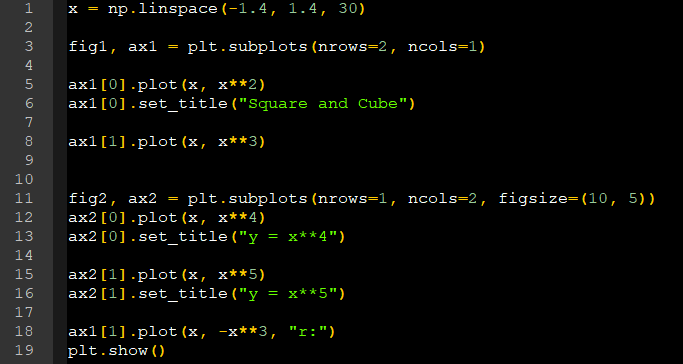 1 x = np.linspace(-1.4, 1.4, 30)
2
3 fig1, ax1 = plt.subplots(nrows=2, ncols=1)
4
5 ax1[0].plot(x, x**2)
6 ax1[0].set_title("Square and Cube")
7
8 ax1[1].plot(x, x**3)
9
10
11 fig2, ax2 = plt.subplots(nrows=1, ncols=2, figsize=(10, 5))
12 ax2[0].plot(x, x**4)
13 ax2[0].set_title("y = x**4")
14
15 ax2[1].plot(x, x**5)
16 ax2[1].set_title("y = x**5")
17
18 ax1[1].plot(x, -x**3, "r:")
19 plt.show()